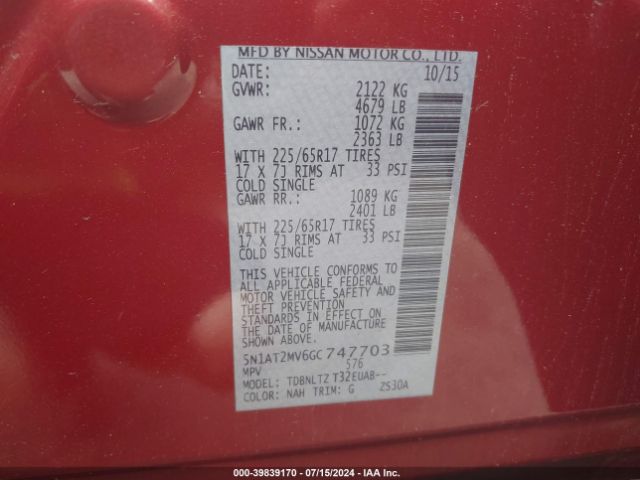 MFD BY NISSAN MOTOR CO., LTD.
DATE: 10/15
GVWR: 2122 KG
4679 LB
GAWR FR.: 1072 KG
2363 LB
WITH 225/65R17 TIRES
17 X 7J RIMS AT 33 PSI
COLD SINGLE
GAWR RR.: 1089 KG
2401 LB
WITH 225/65R17 TIRES
17 X 7J RIMS AT 33 PSI
COLD SINGLE
THIS VEHICLE CONFORMS TO
ALL APPLICABLE FEDERAL
MOTOR VEHICLE SAFETY AND
THEFT PREVENTION
STANDARDS IN EFFECT ON
THE DATE OF MANUFACTURE
SHOWN ABOVE.
5N1AT2MV6GC747703
MPV 576
MODEL: TDBNLTZ T32EUAB--
COLOR: NAH TRIM: G ZS30A
000-39839170 - 07/15/2024 - IAA Inc.